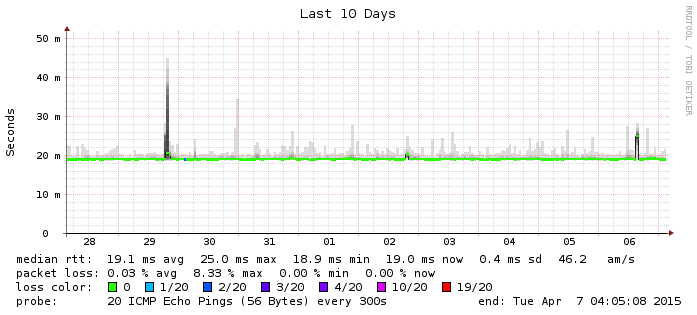 Last 10 Days
RRDTOOL / TOBI OETIKER
Seconds
50 m
40 m
30 m
20 m
10 m
0
28 29 30 31 01 02 03 04 05 06
median rtt: 19.1 ms avg 25.0 ms max 18.9 ms min 19.0 ms now 0.4 ms sd 46.2 am/s
packet loss: 0.03 % avg 8.33 % max 0.00 % min 0.00 % now
loss color: 0 1/20 2/20 3/20 4/20 10/20 19/20
probe: 20 ICMP Echo Pings (56 Bytes) every 300s end: Tue Apr 7 04:05:08 2015